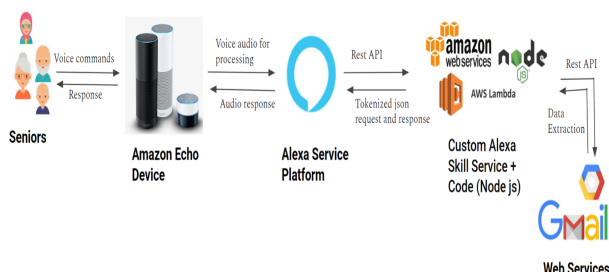 Voice commands
Response
Seniors
Amazon Echo
Device
Voice audio for
processing
Audio response
Alexa Service
Platform
Rest API
Tokenized json
request and response
amazon
webservices
node
JS
AWS Lambda
Custom Alexa
Skill Service +
Code (Node js)
Rest API
Data
Extraction
Gmail
Web Services